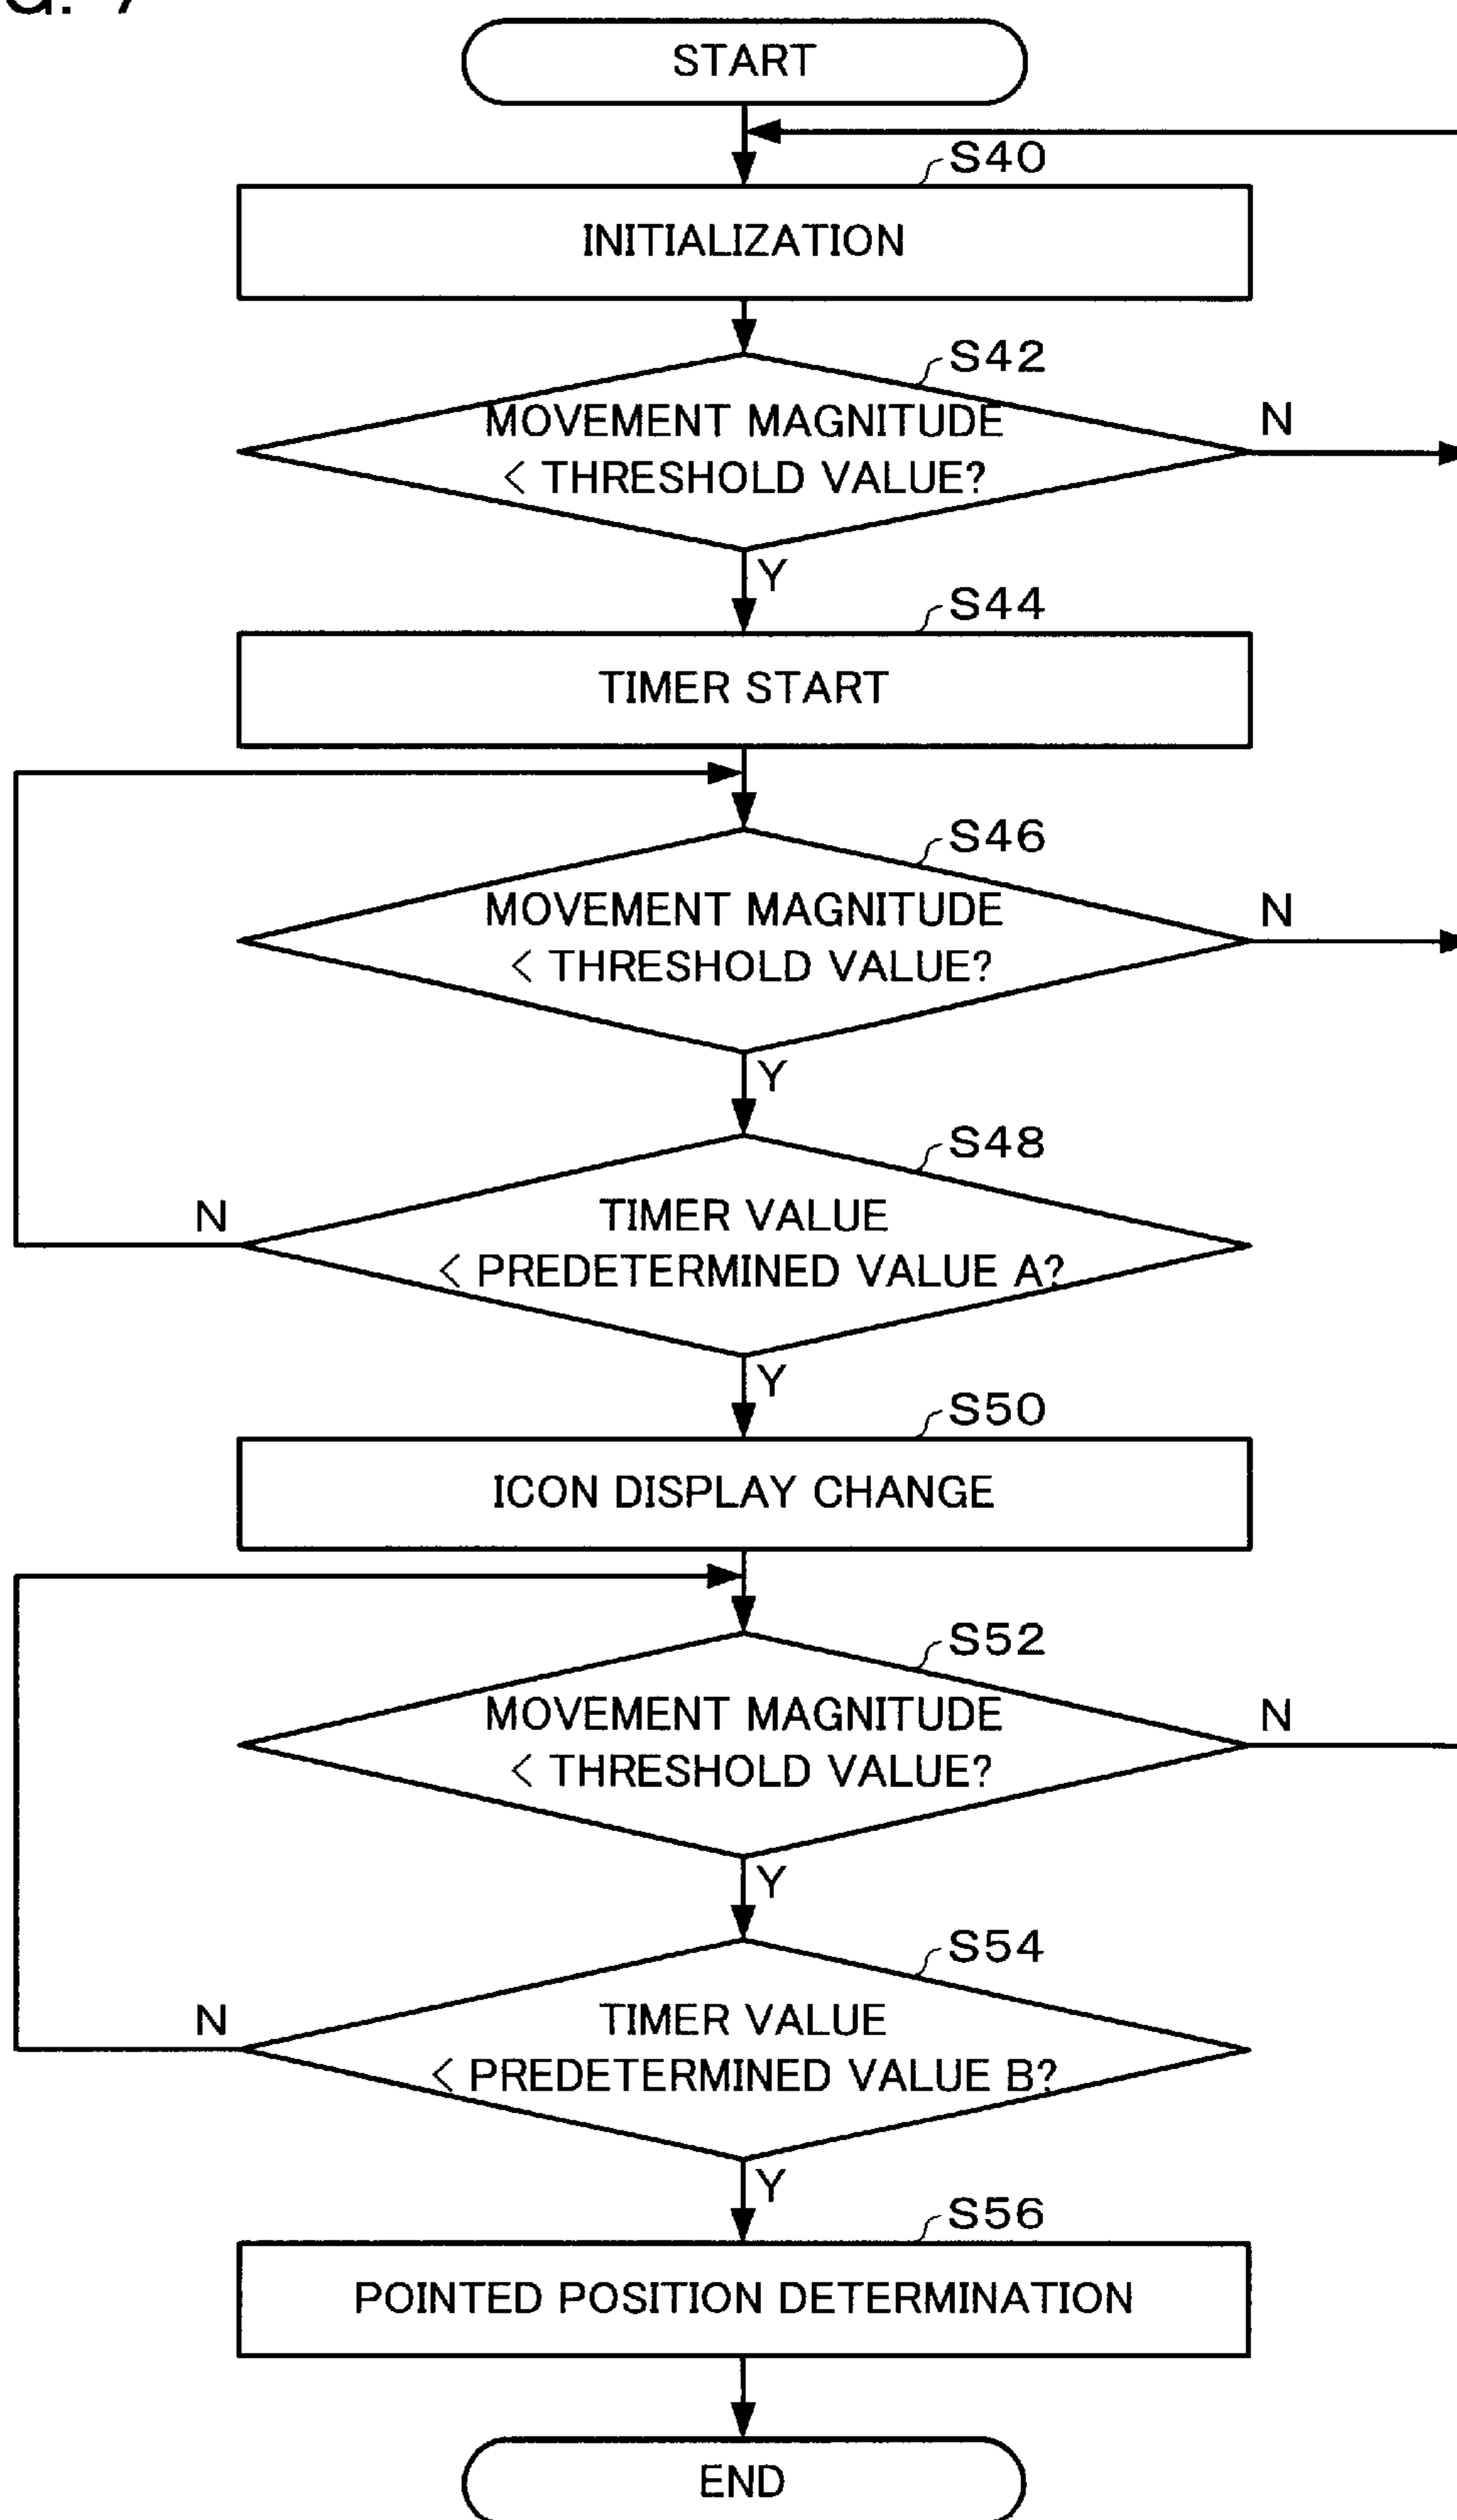 START
S40
INITIALIZATION
S42
MOVEMENT MAGNITUDE
< THRESHOLD VALUE?
N
Y
S44
TIMER START
S46
MOVEMENT MAGNITUDE
< THRESHOLD VALUE?
N
Y
S48
TIMER VALUE
< PREDETERMINED VALUE A?
N
Y
S50
ICON DISPLAY CHANGE
S52
MOVEMENT MAGNITUDE
< THRESHOLD VALUE?
N
Y
S54
TIMER VALUE
< PREDETERMINED VALUE B?
N
Y
S56
POINTED POSITION DETERMINATION
END